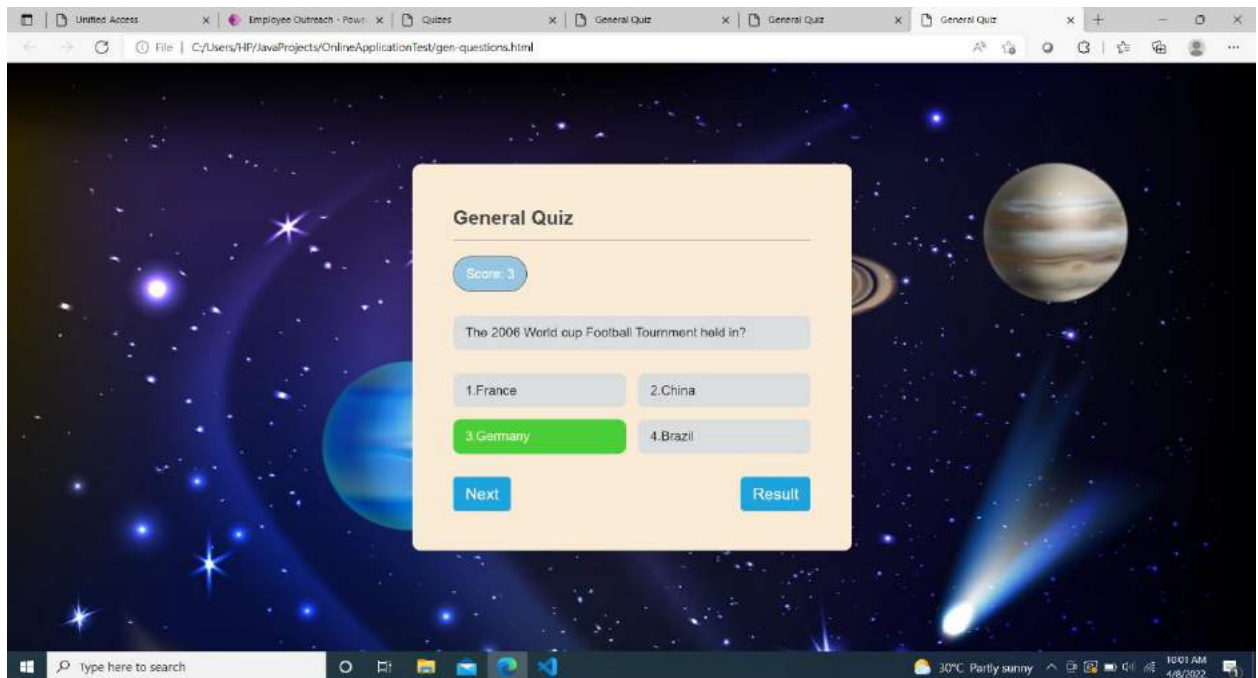 Unified Access
Employee Outreach - Powe
Quizes
General Quiz
General Quiz
General Quiz
File | C:/Users/HP/JavaProjects/OnlineApplicationTest/gen-questions.html
General Quiz
Score: 3
The 2006 World cup Football Tournment held in?
1.France
2.China
3.Germany
4.Brazil
Next
Result
Type here to search
30°C Partly sunny
10:01 AM
4/8/2022